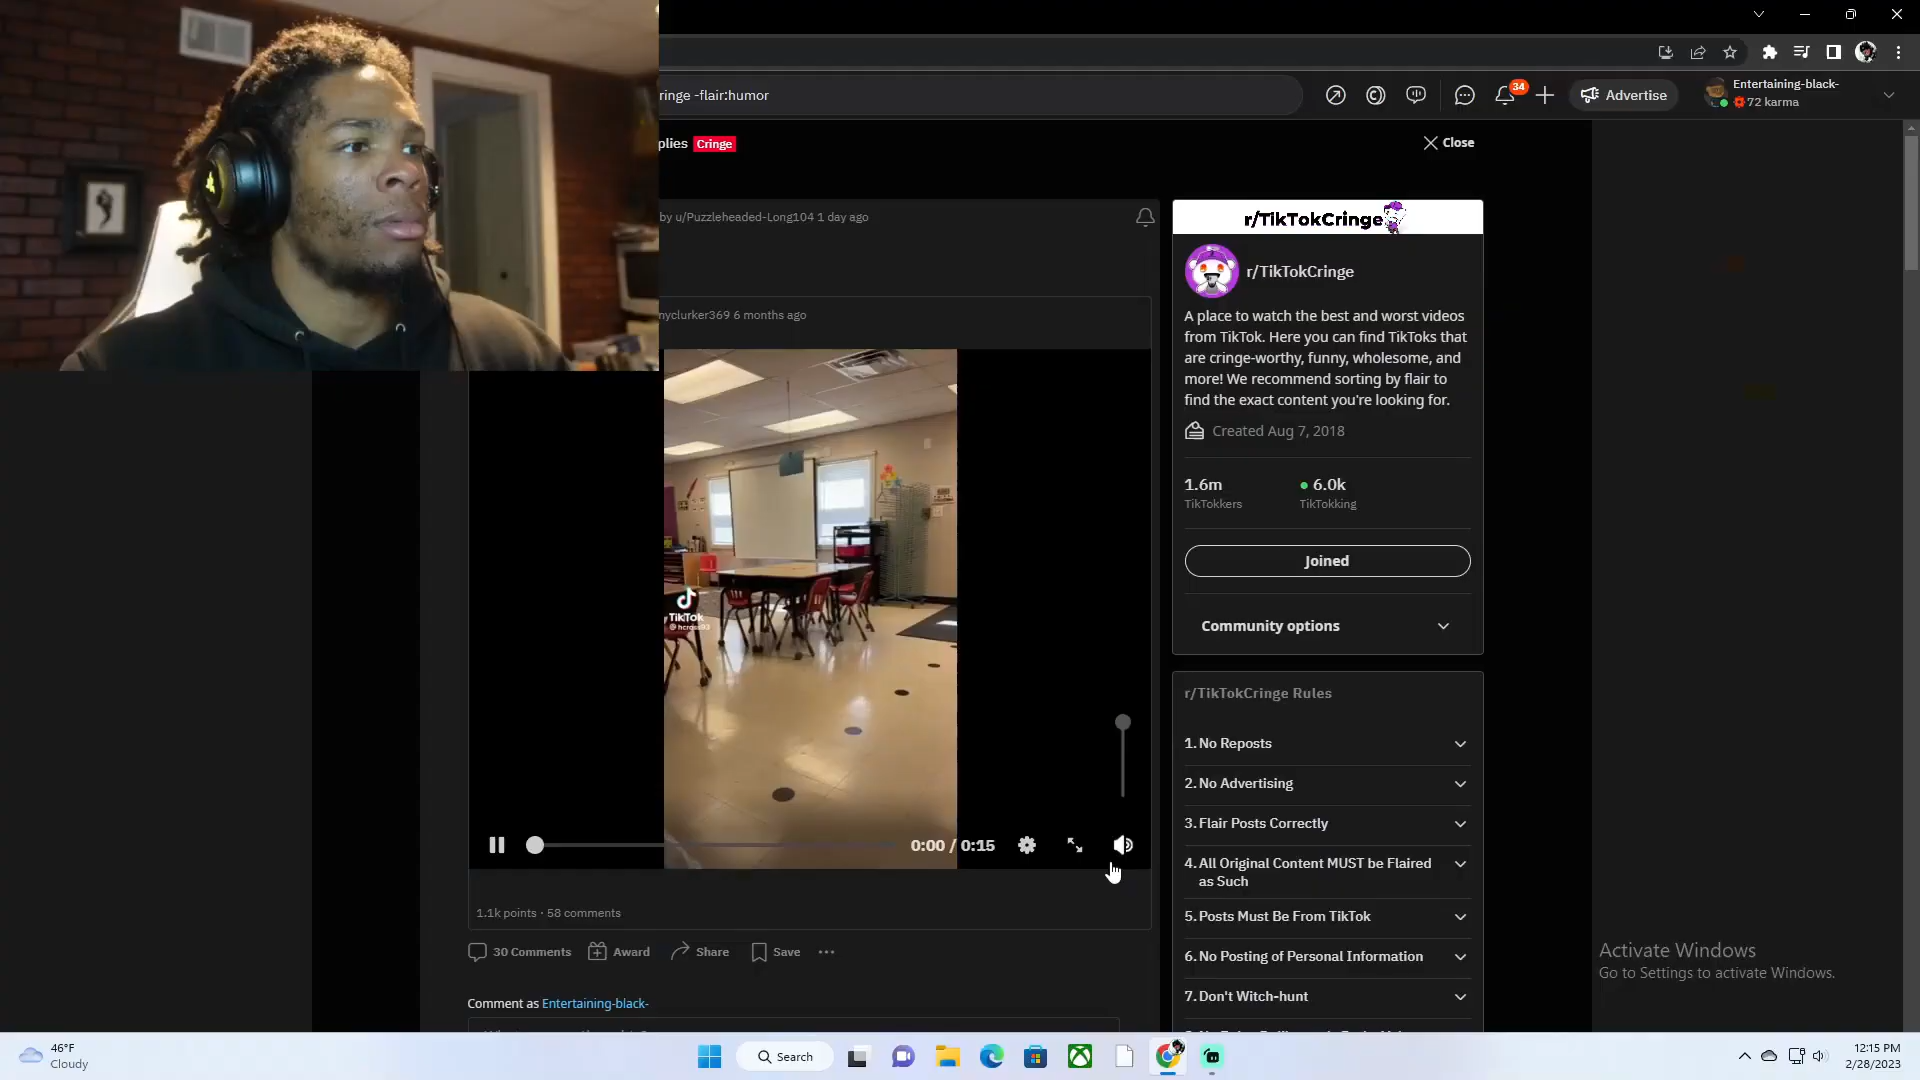 ringe -flair:humor
34
Advertise
Entertaining-black-
72 karma
plies Cringe
Close
by u/Puzzleheaded-Long104 1 day ago
nyclurker369 6 months ago
TikTok
@hcross93
0:00 / 0:15
1.1k points · 58 comments
30 Comments Award Share Save
Comment as Entertaining-black-
r/TikTokCringe
r/TikTokCringe
A place to watch the best and worst videos
from TikTok. Here you can find TikToks that
are cringe-worthy, funny, wholesome, and
more! We recommend sorting by flair to
find the exact content you're looking for.
Created Aug 7, 2018
1.6m 6.0k
TikTokkers TikTokking
Joined
Community options
r/TikTokCringe Rules
1. No Reposts
2. No Advertising
3. Flair Posts Correctly
4. All Original Content MUST be Flaired
as Such
5. Posts Must Be From TikTok
6. No Posting of Personal Information
7. Don't Witch-hunt
Activate Windows
Go to Settings to activate Windows.
46°F
Cloudy
Search
12:15 PM
2/28/2023